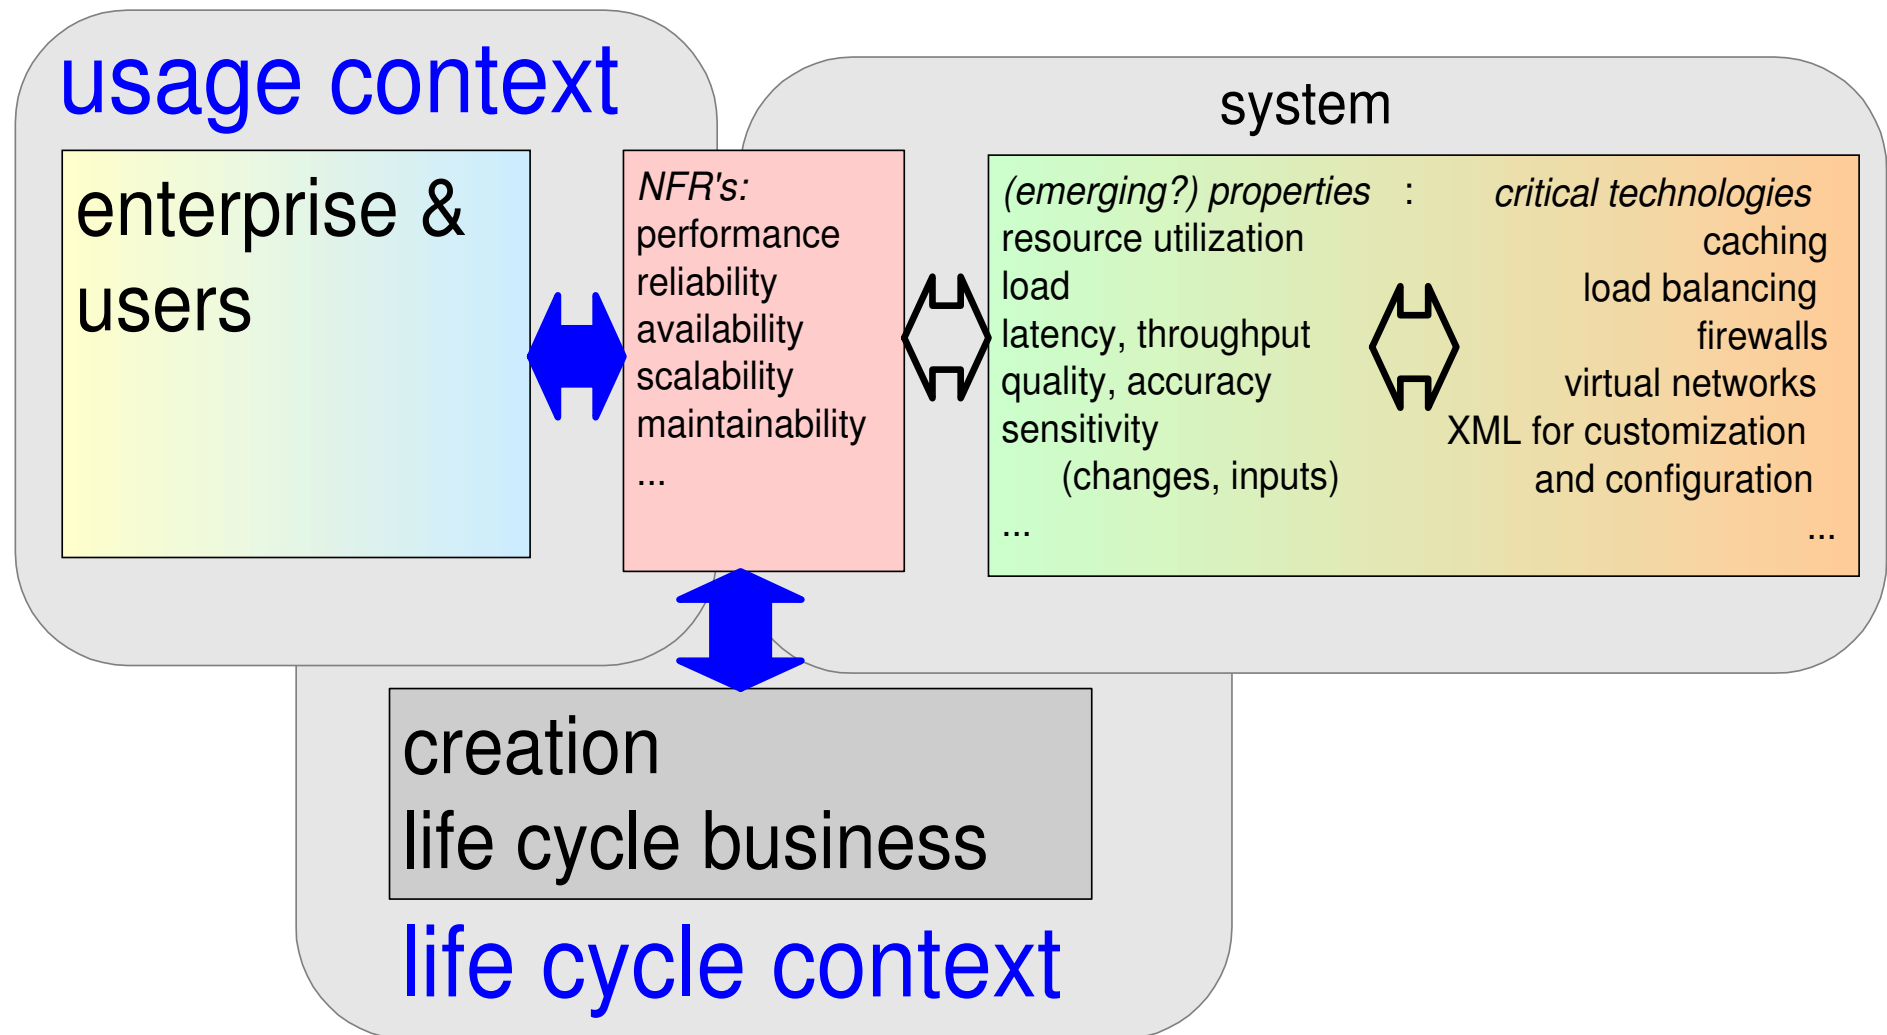 usage context
enterprise &
users
NFR's:
performance
reliability
availability
scalability
maintainability
...
system
(emerging?) properties :
resource utilization
load
latency, throughput
quality, accuracy
sensitivity
(changes, inputs)
...
critical technologies
caching
load balancing
firewalls
virtual networks
XML for customization
and configuration
...
creation
life cycle business
life cycle context